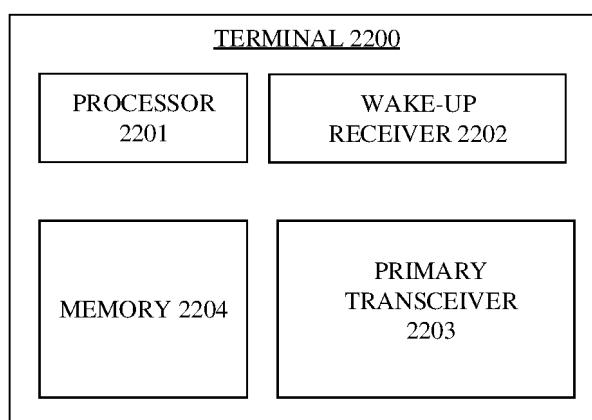 TERMINAL 2200
PROCESSOR
2201
WAKE-UP
RECEIVER 2202
MEMORY 2204
PRIMARY
TRANSCEIVER
2203